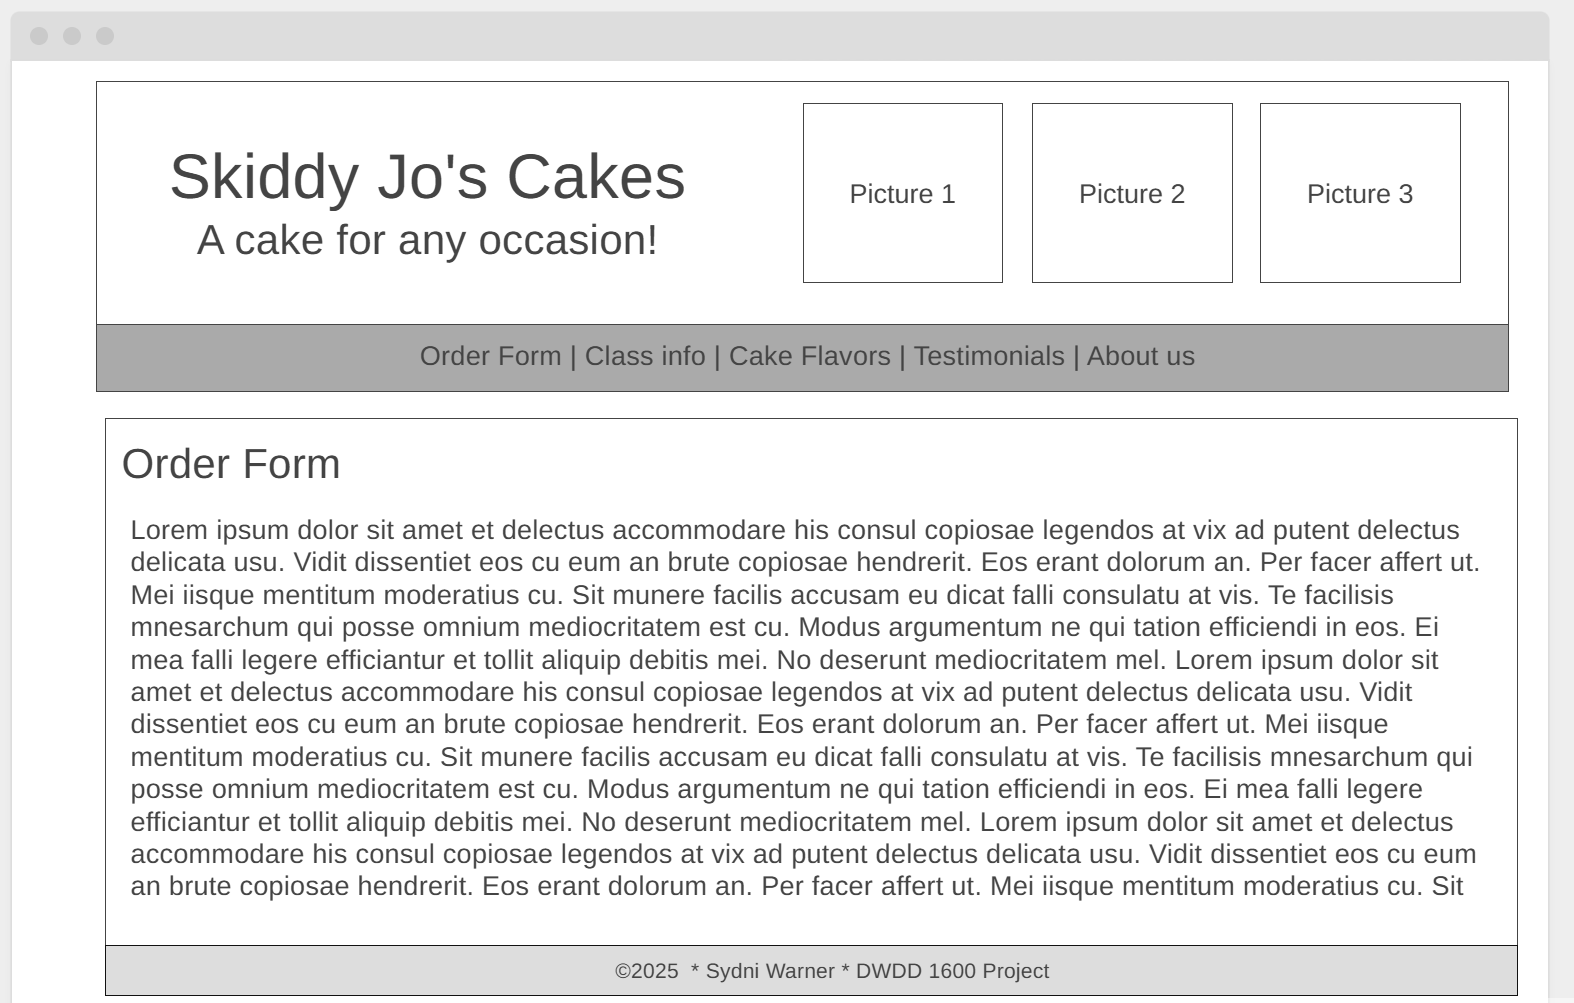 Skiddy Jo's Cakes
A cake for any occasion!
Picture 1
Picture 2
Picture 3
Order Form | Class info | Cake Flavors | Testimonials | About us
Order Form
Lorem ipsum dolor sit amet et delectus accommodare his consul copiosae legendos at vix ad putent delectus
delicata usu. Vidit dissentiet eos cu eum an brute copiosae hendrerit. Eos erant dolorum an. Per facer affert ut.
Mei iisque mentitum moderatius cu. Sit munere facilis accusam eu dicat falli consulatu at vis. Te facilisis
mnesarchum qui posse omnium mediocritatem est cu. Modus argumentum ne qui tation efficiendi in eos. Ei
mea falli legere efficiantur et tollit aliquip debitis mei. No deserunt mediocritatem mel. Lorem ipsum dolor sit
amet et delectus accommodare his consul copiosae legendos at vix ad putent delectus delicata usu. Vidit
dissentiet eos cu eum an brute copiosae hendrerit. Eos erant dolorum an. Per facer affert ut. Mei iisque
mentitum moderatius cu. Sit munere facilis accusam eu dicat falli consulatu at vis. Te facilisis mnesarchum qui
posse omnium mediocritatem est cu. Modus argumentum ne qui tation efficiendi in eos. Ei mea falli legere
efficiantur et tollit aliquip debitis mei. No deserunt mediocritatem mel. Lorem ipsum dolor sit amet et delectus
accommodare his consul copiosae legendos at vix ad putent delectus delicata usu. Vidit dissentiet eos cu eum
an brute copiosae hendrerit. Eos erant dolorum an. Per facer affert ut. Mei iisque mentitum moderatius cu. Sit
©2025  * Sydni Warner * DWDD 1600 Project